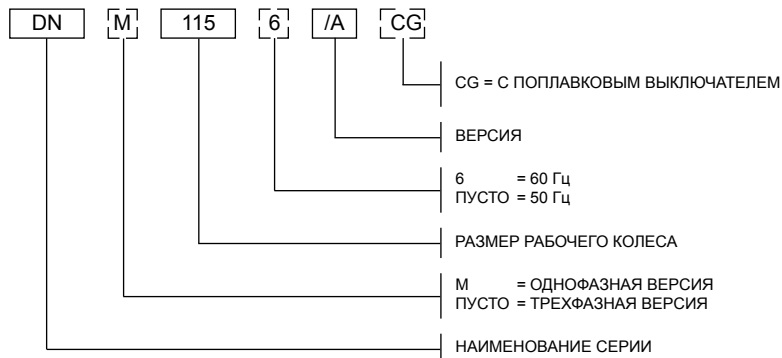 DN M 115 6 /A CG
CG = С ПОПЛАВКОВЫМ ВЫКЛЮЧАТЕЛЕМ
ВЕРСИЯ
6 = 60 Гц
ПУСТО = 50 Гц
РАЗМЕР РАБОЧЕГО КОЛЕСА
М = ОДНОФАЗНАЯ ВЕРСИЯ
ПУСТО = ТРЕХФАЗНАЯ ВЕРСИЯ
НАИМЕНОВАНИЕ СЕРИИ